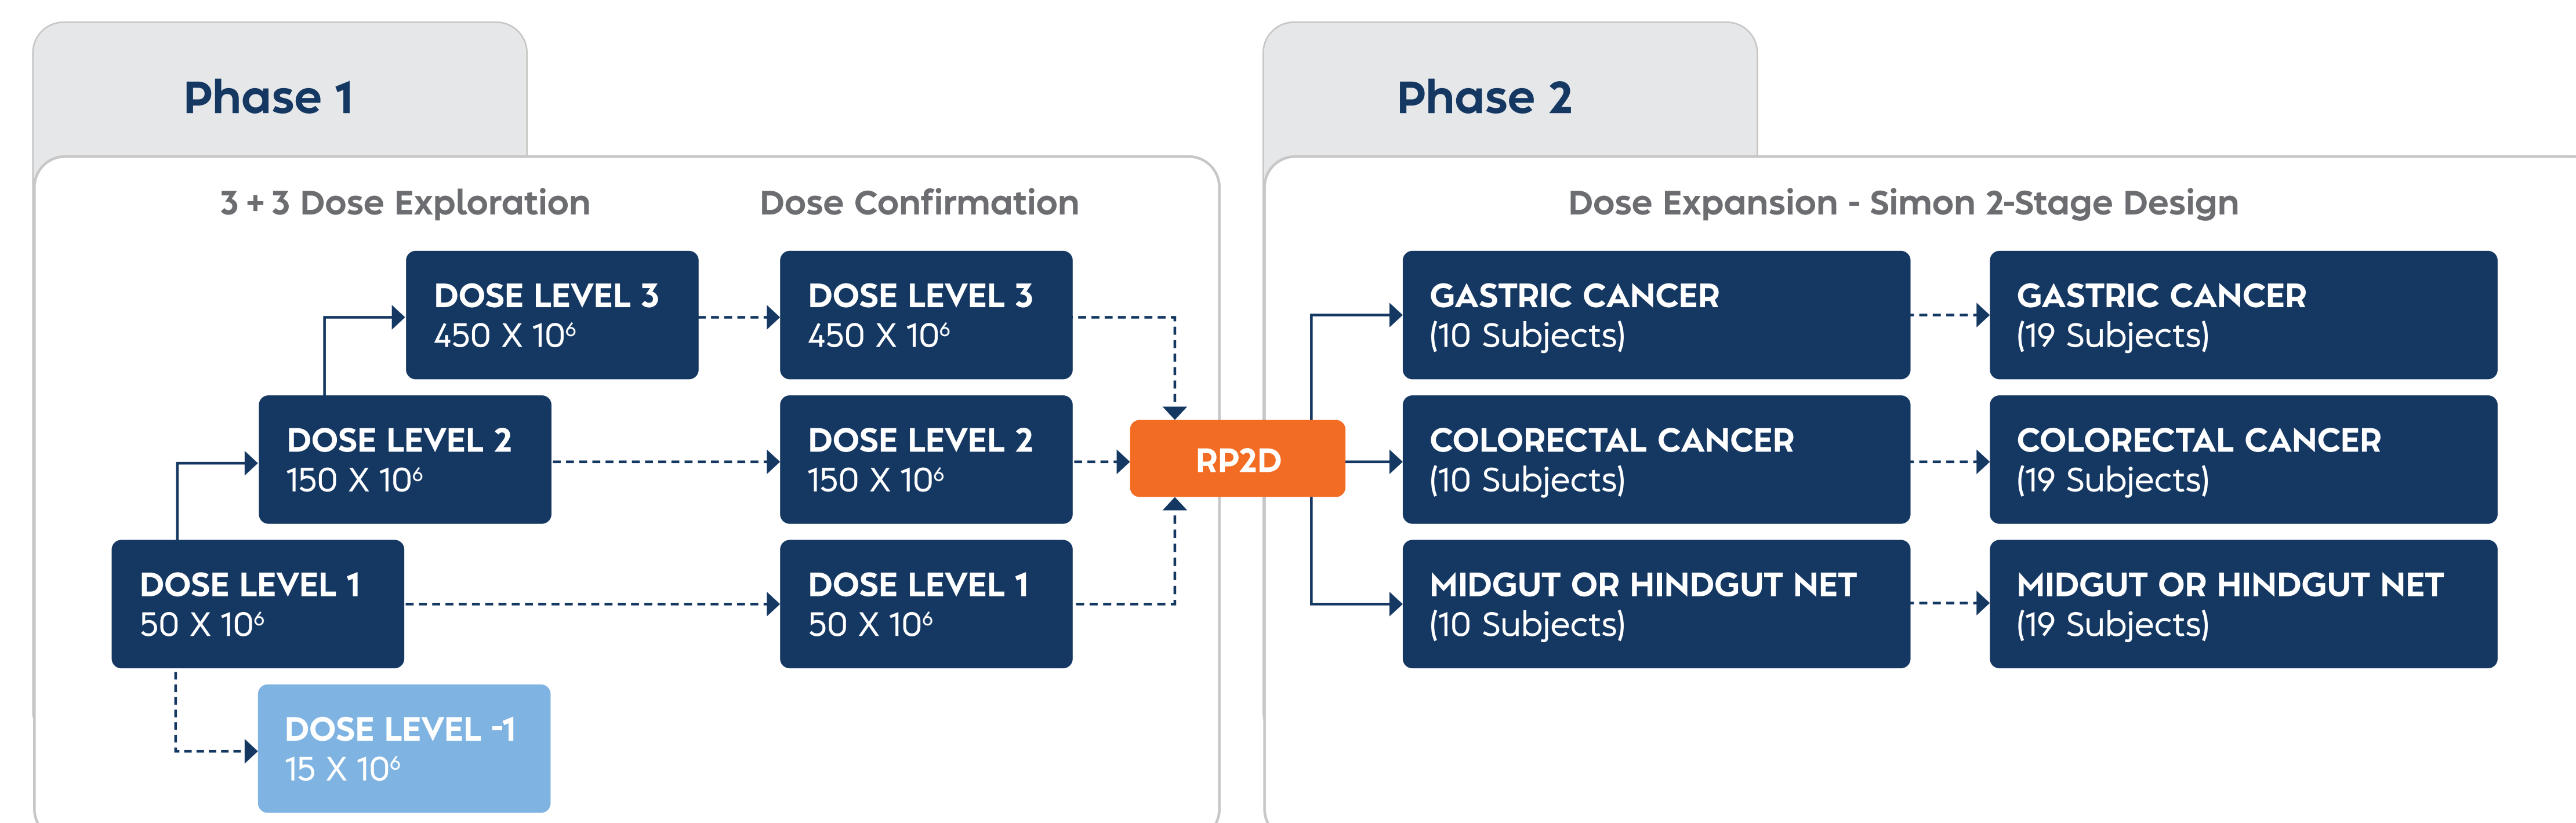 Phase 1
3 + 3 Dose Exploration
Dose Confirmation
DOSE LEVEL 3
450 X 10⁶
DOSE LEVEL 3
450 X 10⁶
DOSE LEVEL 2
150 X 10⁶
DOSE LEVEL 2
150 X 10⁶
DOSE LEVEL 1
50 X 10⁶
DOSE LEVEL 1
50 X 10⁶
DOSE LEVEL -1
15 X 10⁶
RP2D
Phase 2
Dose Expansion - Simon 2-Stage Design
GASTRIC CANCER
(10 Subjects)
GASTRIC CANCER
(19 Subjects)
COLORECTAL CANCER
(10 Subjects)
COLORECTAL CANCER
(19 Subjects)
MIDGUT OR HINDGUT NET
(10 Subjects)
MIDGUT OR HINDGUT NET
(19 Subjects)